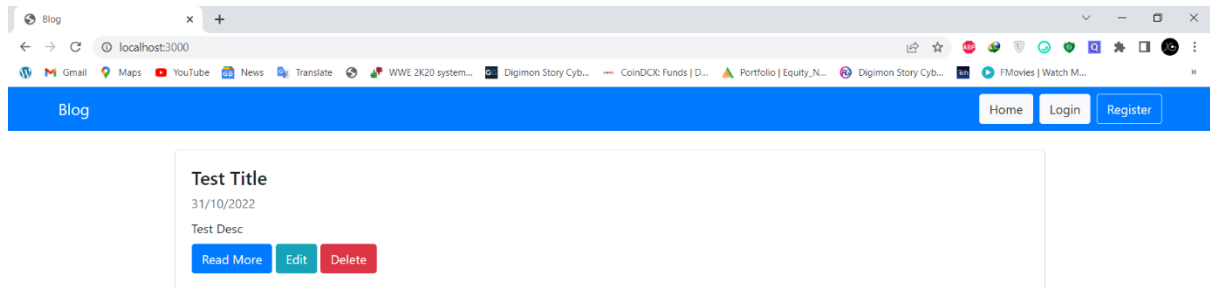 Blog
localhost:3000
Gmail Maps YouTube News Translate WWE 2K20 system... Digimon Story Cyb... CoinDCX: Funds | D... Portfolio | Equity_N... Digimon Story Cyb... FMovies | Watch M...
Blog Home Login Register
Test Title
31/10/2022
Test Desc
Read More Edit Delete